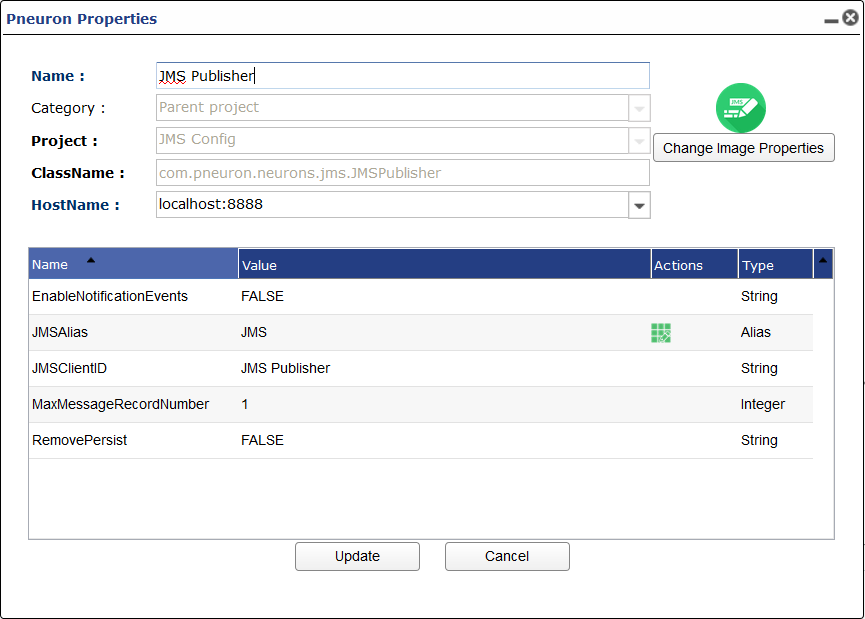 Pneuron Properties
Name : JMS Publisher
Category : Parent project
JMS
Project : JMS Config
Change Image Properties
ClassName : com.pneuron.neurons.jms.JMSPublisher
HostName : localhost:8888
Name Value Actions Type
EnableNotificationEvents FALSE String
JMSAlias JMS Alias
JMSClientID JMS Publisher String
MaxMessageRecordNumber 1 Integer
RemovePersist FALSE String
Update Cancel